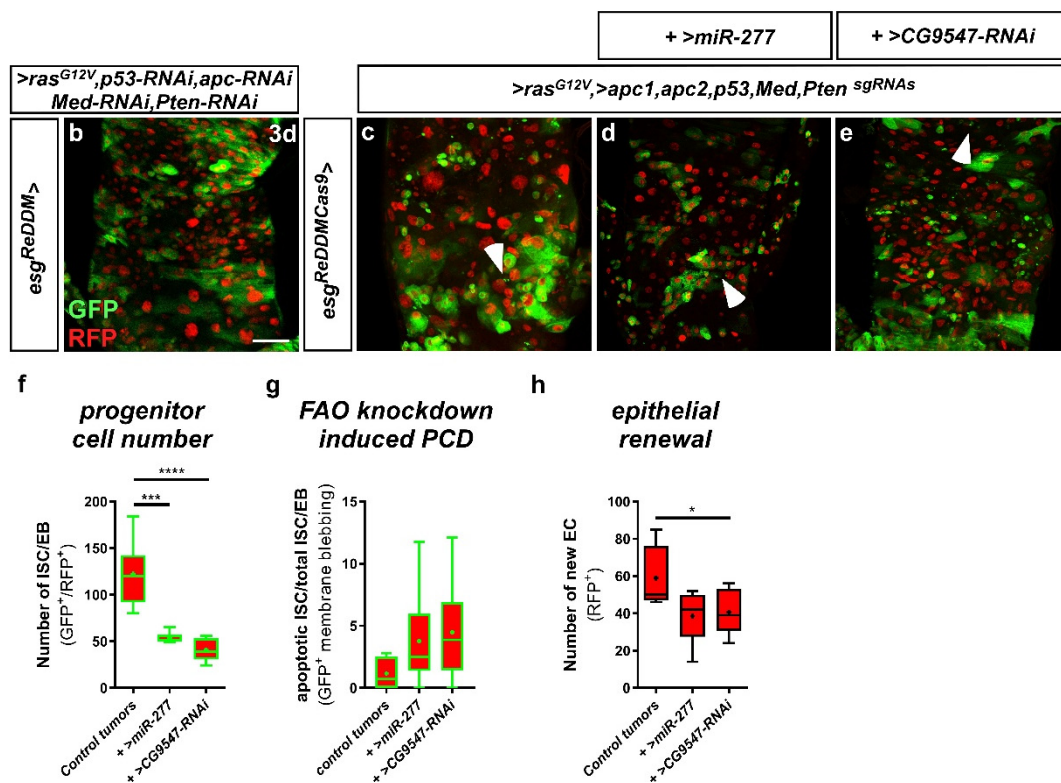 + >miR-277
+ >CG9547-RNAi
>ras^G12V,p53-RNAi,apc-RNAi
Med-RNAi,Pten-RNAi
>ras^G12V,>apc1,apc2,p53,Med,Pten ^sgRNAs
b
3d
c
d
e
esg^ReDDM>
esg^ReDDMCas9>
GFP
RFP
f
progenitor
cell number
g
FAO knockdown
induced PCD
h
epithelial
renewal
Number of ISC/EB
(GFP⁺/RFP⁺)
200
150
100
50
0
****
***
Control tumors
+ >miR-277
+ >CG9547-RNAi
apoptotic ISC/total ISC/EB
(GFP⁺ membrane blebbing)
15
10
5
0
control tumors
+ >miR-277
+ >CG9547-RNAi
Number of new EC
(RFP⁺)
100
80
60
40
20
0
*
Control tumors
+ >miR-277
+ >CG9547-RNAi